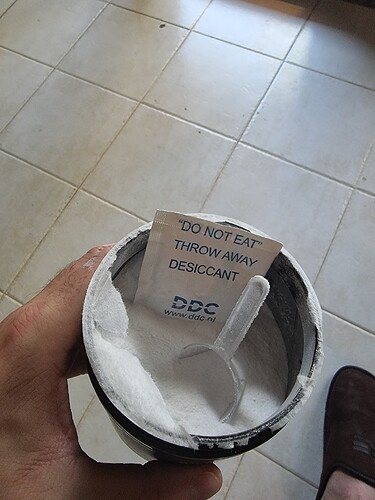 "DO NOT EAT"
THROW AWAY
DESICCANT
DDC
www.ddc.nl